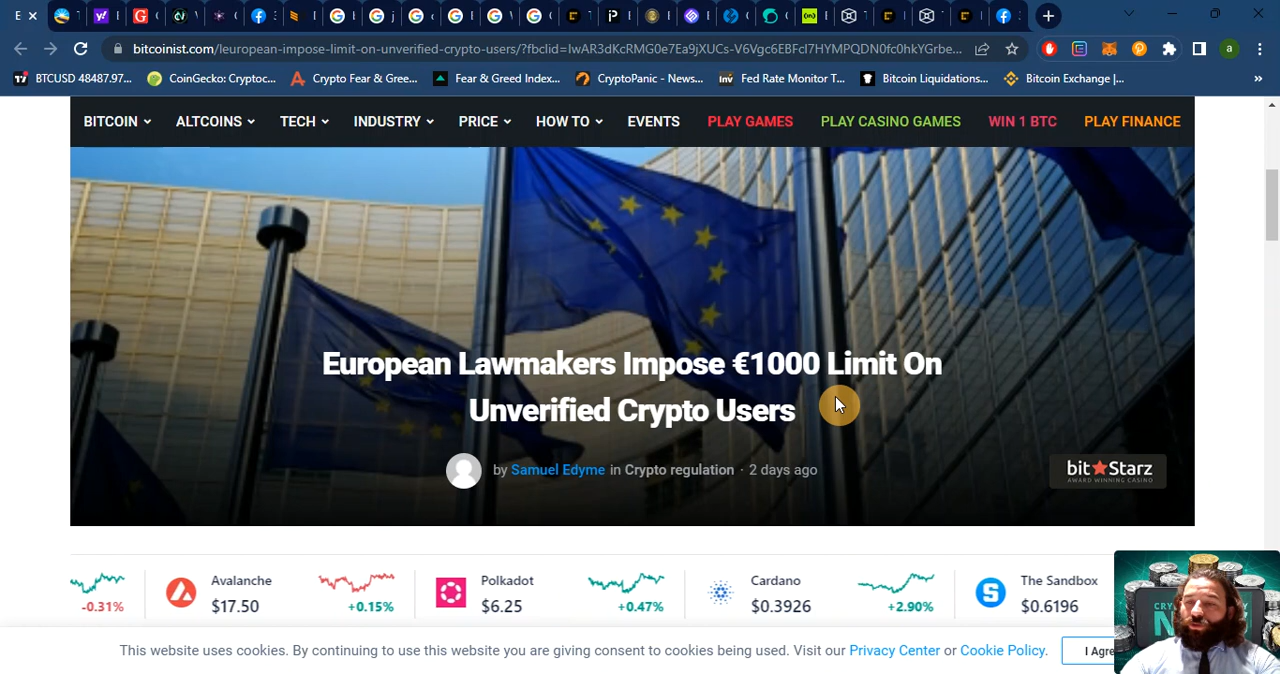 bitcoinist.com/leuropean-impose-limit-on-unverified-crypto-users/?fbclid=IwAR3dKcRMG0e7Ea9jXUCs-V6Vgc6EBFcl7HYMPQDN0fc0hkYGrbe...
BTCUSD 48487.97... CoinGecko: Cryptoc... Crypto Fear & Gree... Fear & Greed Index... CryptoPanic - News... Fed Rate Monitor T... Bitcoin Liquidations... Bitcoin Exchange |...
BITCOIN ALTCOINS TECH INDUSTRY PRICE HOW TO EVENTS PLAY GAMES PLAY CASINO GAMES WIN 1 BTC PLAY FINANCE
European Lawmakers Impose €1000 Limit On
Unverified Crypto Users
by Samuel Edyme in Crypto regulation · 2 days ago
bitStarz
AWARD WINNING CASINO
Avalanche Polkadot Cardano The Sandbox
-0.31% $17.50 +0.15% $6.25 +0.47% $0.3926 +2.90% $0.6196
This website uses cookies. By continuing to use this website you are giving consent to cookies being used. Visit our Privacy Center or Cookie Policy. I Agre